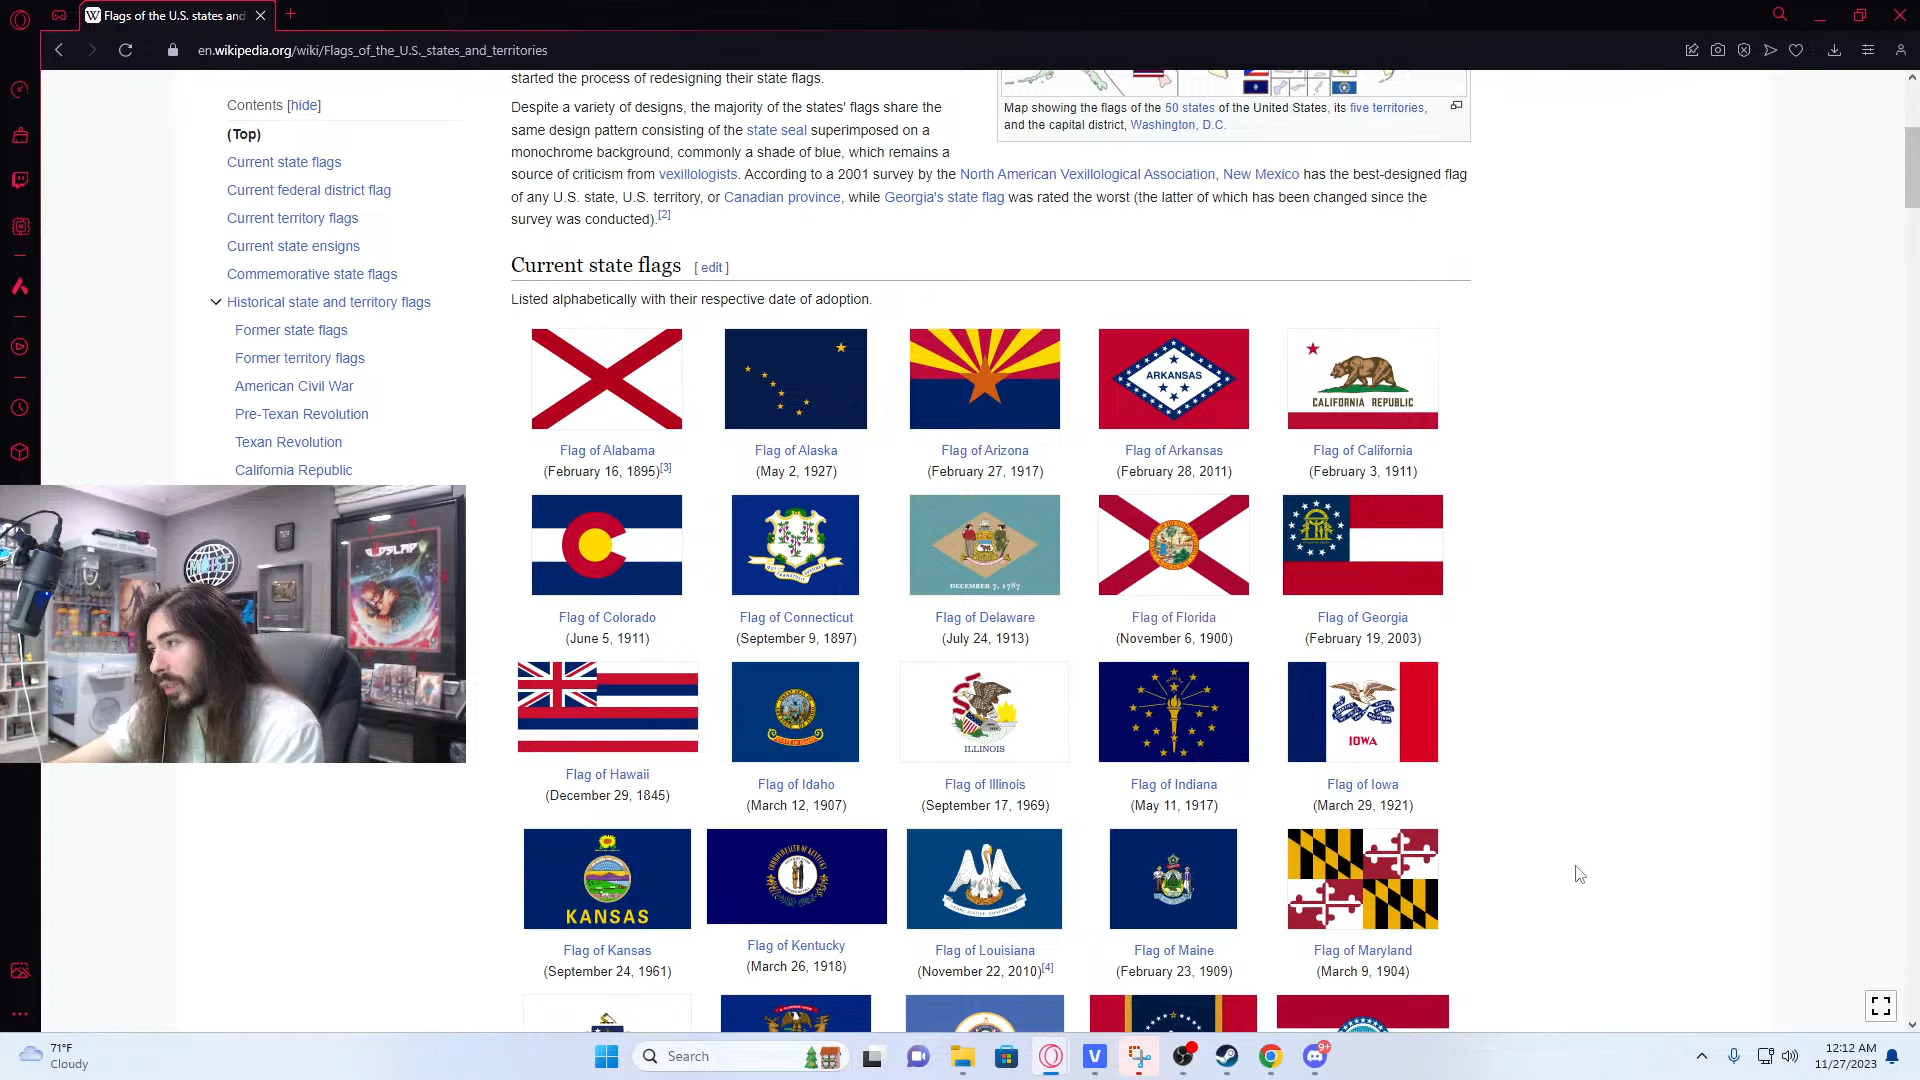 Flags of the U.S. states and
en.wikipedia.org/wiki/Flags_of_the_U.S._states_and_territories
Contents [hide]
(Top)
Current state flags
Current federal district flag
Current territory flags
Current state ensigns
Commemorative state flags
Historical state and territory flags
Former state flags
Former territory flags
American Civil War
Pre-Texan Revolution
Texan Revolution
California Republic
started the process of redesigning their state flags.
Despite a variety of designs, the majority of the states' flags share the
same design pattern consisting of the state seal superimposed on a
monochrome background, commonly a shade of blue, which remains a
source of criticism from vexillologists. According to a 2001 survey by the North American Vexillological Association, New Mexico has the best-designed flag
of any U.S. state, U.S. territory, or Canadian province, while Georgia's state flag was rated the worst (the latter of which has been changed since the
survey was conducted).[2]
Map showing the flags of the 50 states of the United States, its five territories,
and the capital district, Washington, D.C.
Current state flags [ edit ]
Listed alphabetically with their respective date of adoption.
ARKANSAS
CALIFORNIA REPUBLIC
Flag of Alabama
(February 16, 1895)[3]
Flag of Alaska
(May 2, 1927)
Flag of Arizona
(February 27, 1917)
Flag of Arkansas
(February 28, 2011)
Flag of California
(February 3, 1911)
DECEMBER 7, 1787
Flag of Colorado
(June 5, 1911)
Flag of Connecticut
(September 9, 1897)
Flag of Delaware
(July 24, 1913)
Flag of Florida
(November 6, 1900)
Flag of Georgia
(February 19, 2003)
ILLINOIS
IOWA
Flag of Hawaii
(December 29, 1845)
Flag of Idaho
(March 12, 1907)
Flag of Illinois
(September 17, 1969)
Flag of Indiana
(May 11, 1917)
Flag of Iowa
(March 29, 1921)
KANSAS
Flag of Kansas
(September 24, 1961)
Flag of Kentucky
(March 26, 1918)
Flag of Louisiana
(November 22, 2010)[4]
Flag of Maine
(February 23, 1909)
Flag of Maryland
(March 9, 1904)
MOIST
71°F
Cloudy
Search
9+
12:12 AM
11/27/2023